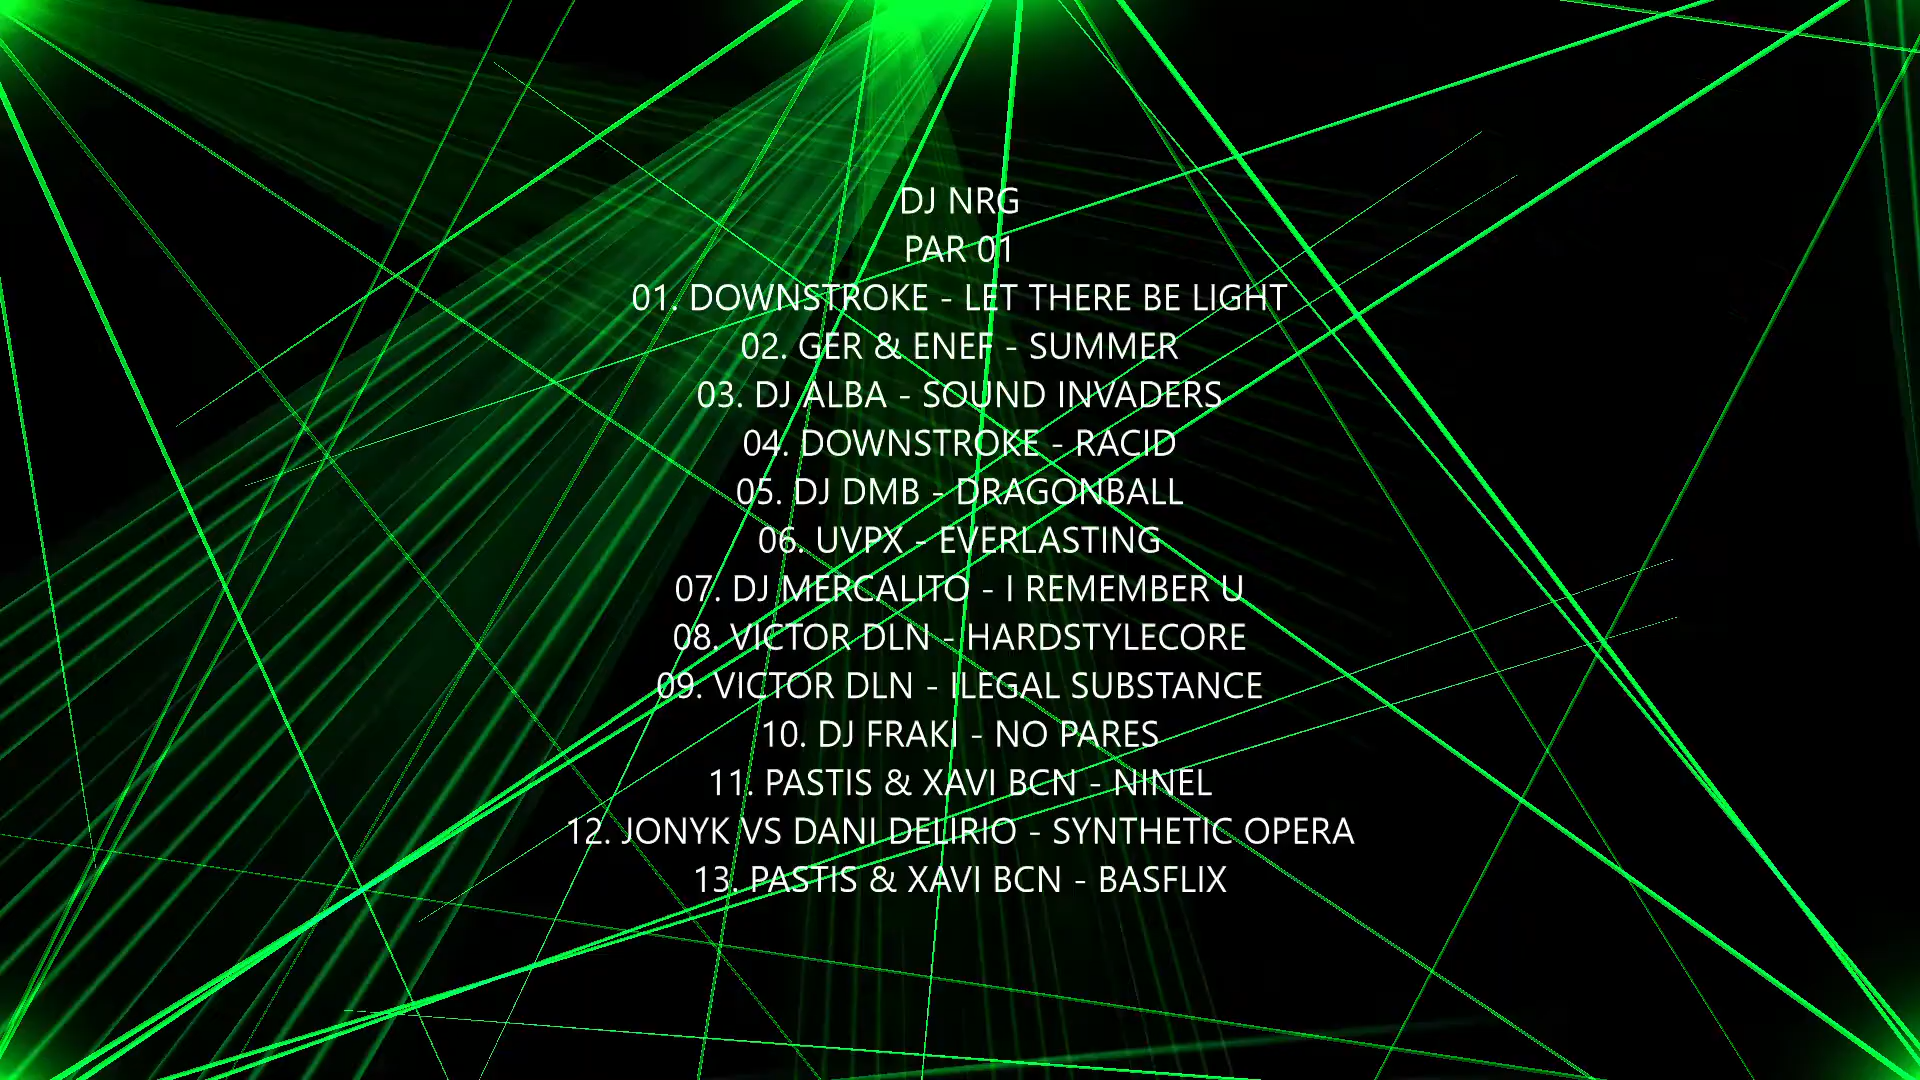 DJ NRG
PAR 01
01. DOWNSTROKE - LET THERE BE LIGHT
02. GER & ENEF - SUMMER
03. DJ ALBA - SOUND INVADERS
04. DOWNSTROKE - RACID
05. DJ DMB - DRAGONBALL
06. UVPX - EVERLASTING
07. DJ MERCALITO - I REMEMBER U
08. VICTOR DLN - HARDSTYLECORE
09. VICTOR DLN - ILEGAL SUBSTANCE
10. DJ FRAKI - NO PARES
11. PASTIS & XAVI BCN - NINEL
12. JONYK VS DANI DELIRIO - SYNTHETIC OPERA
13. PASTIS & XAVI BCN - BASFLIX